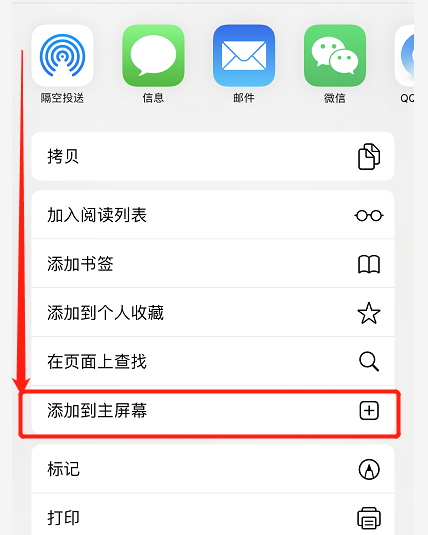 隔空投送
信息
邮件
微信
QQ
拷贝
加入阅读列表
添加书签
添加到个人收藏
在页面上查找
添加到主屏幕
标记
打印